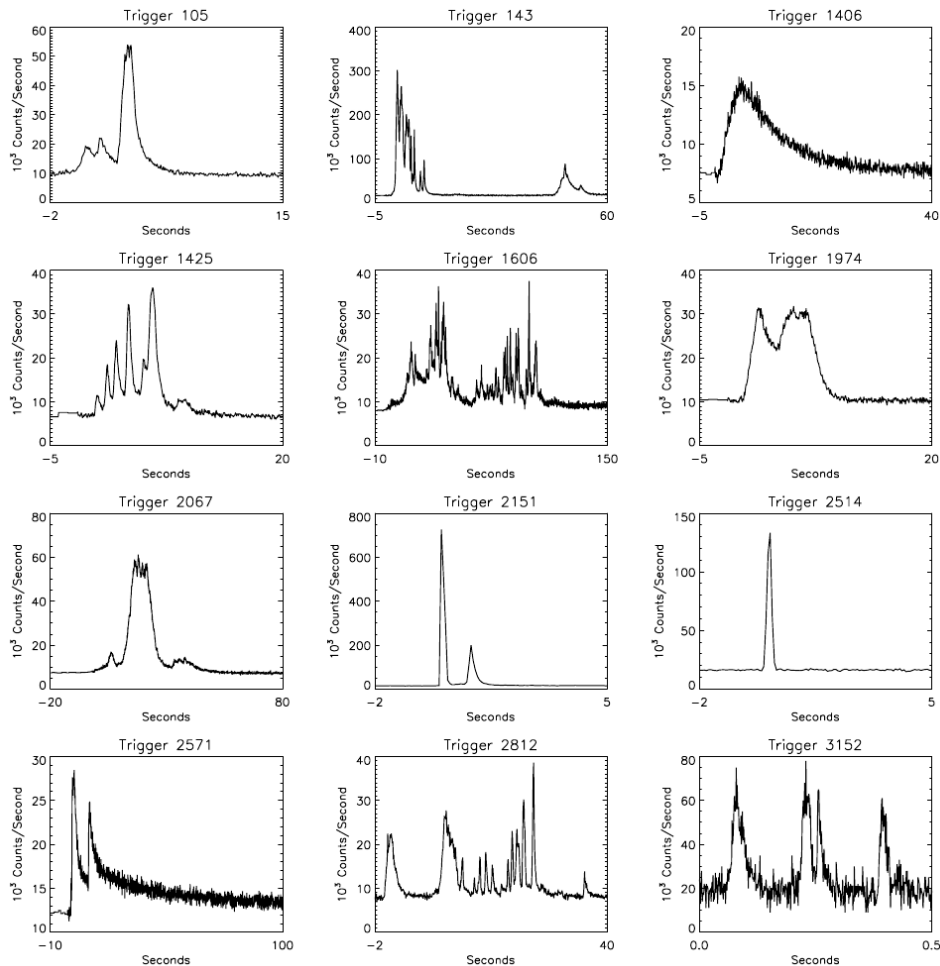 Trigger 105
10³ Counts/Second
60
50
40
30
20
10
0
-2
15
Seconds
Trigger 143
10³ Counts/Second
400
300
200
100
0
-5
60
Seconds
Trigger 1406
10³ Counts/Second
20
15
10
5
-5
40
Seconds
Trigger 1425
10³ Counts/Second
40
30
20
10
0
-5
20
Seconds
Trigger 1606
10³ Counts/Second
40
30
20
10
0
-10
150
Seconds
Trigger 1974
10³ Counts/Second
40
30
20
10
0
-5
20
Seconds
Trigger 2067
10³ Counts/Second
80
60
40
20
0
-20
80
Seconds
Trigger 2151
10³ Counts/Second
800
600
400
200
0
-2
5
Seconds
Trigger 2514
10³ Counts/Second
150
100
50
0
-2
5
Seconds
Trigger 2571
10³ Counts/Second
30
25
20
15
10
-10
100
Seconds
Trigger 2812
10³ Counts/Second
40
30
20
10
0
-2
40
Seconds
Trigger 3152
10³ Counts/Second
80
60
40
20
0
0.0
0.5
Seconds